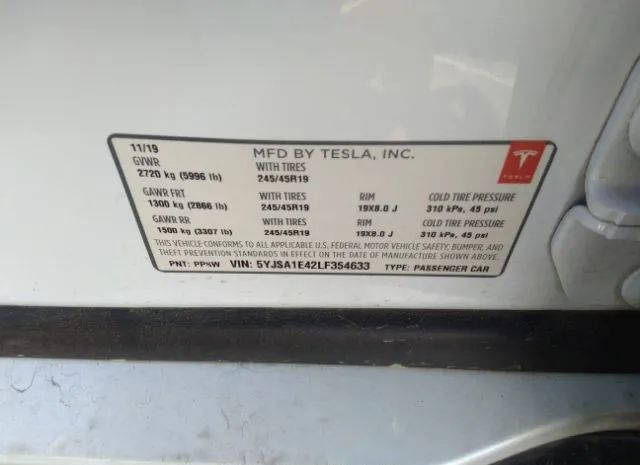 11/19 MFD BY TESLA, INC.
GVWR WITH TIRES
2720 kg (5996 lb) 245/45R19
TESLA
GAWR FRT WITH TIRES RIM COLD TIRE PRESSURE
1300 kg (2866 lb) 245/45R19 19X8.0 J 310 kPa, 45 psi
GAWR RR WITH TIRES RIM COLD TIRE PRESSURE
1500 kg (3307 lb) 245/45R19 19X8.0 J 310 kPa, 45 psi
THIS VEHICLE CONFORMS TO ALL APPLICABLE U.S. FEDERAL MOTOR VEHICLE SAFETY, BUMPER, AND
THEFT PREVENTION STANDARDS IN EFFECT ON THE DATE OF MANUFACTURE SHOWN ABOVE.
PNT: PPSW VIN: 5YJSA1E42LF354633 TYPE: PASSENGER CAR